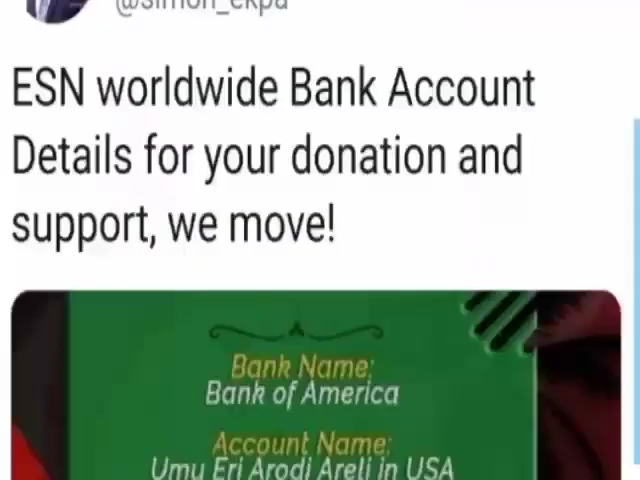 @simon_ekpa
ESN worldwide Bank Account
Details for your donation and
support, we move!
Bank Name:
Bank of America
Account Name:
Umu Eri Arodi Areli in USA